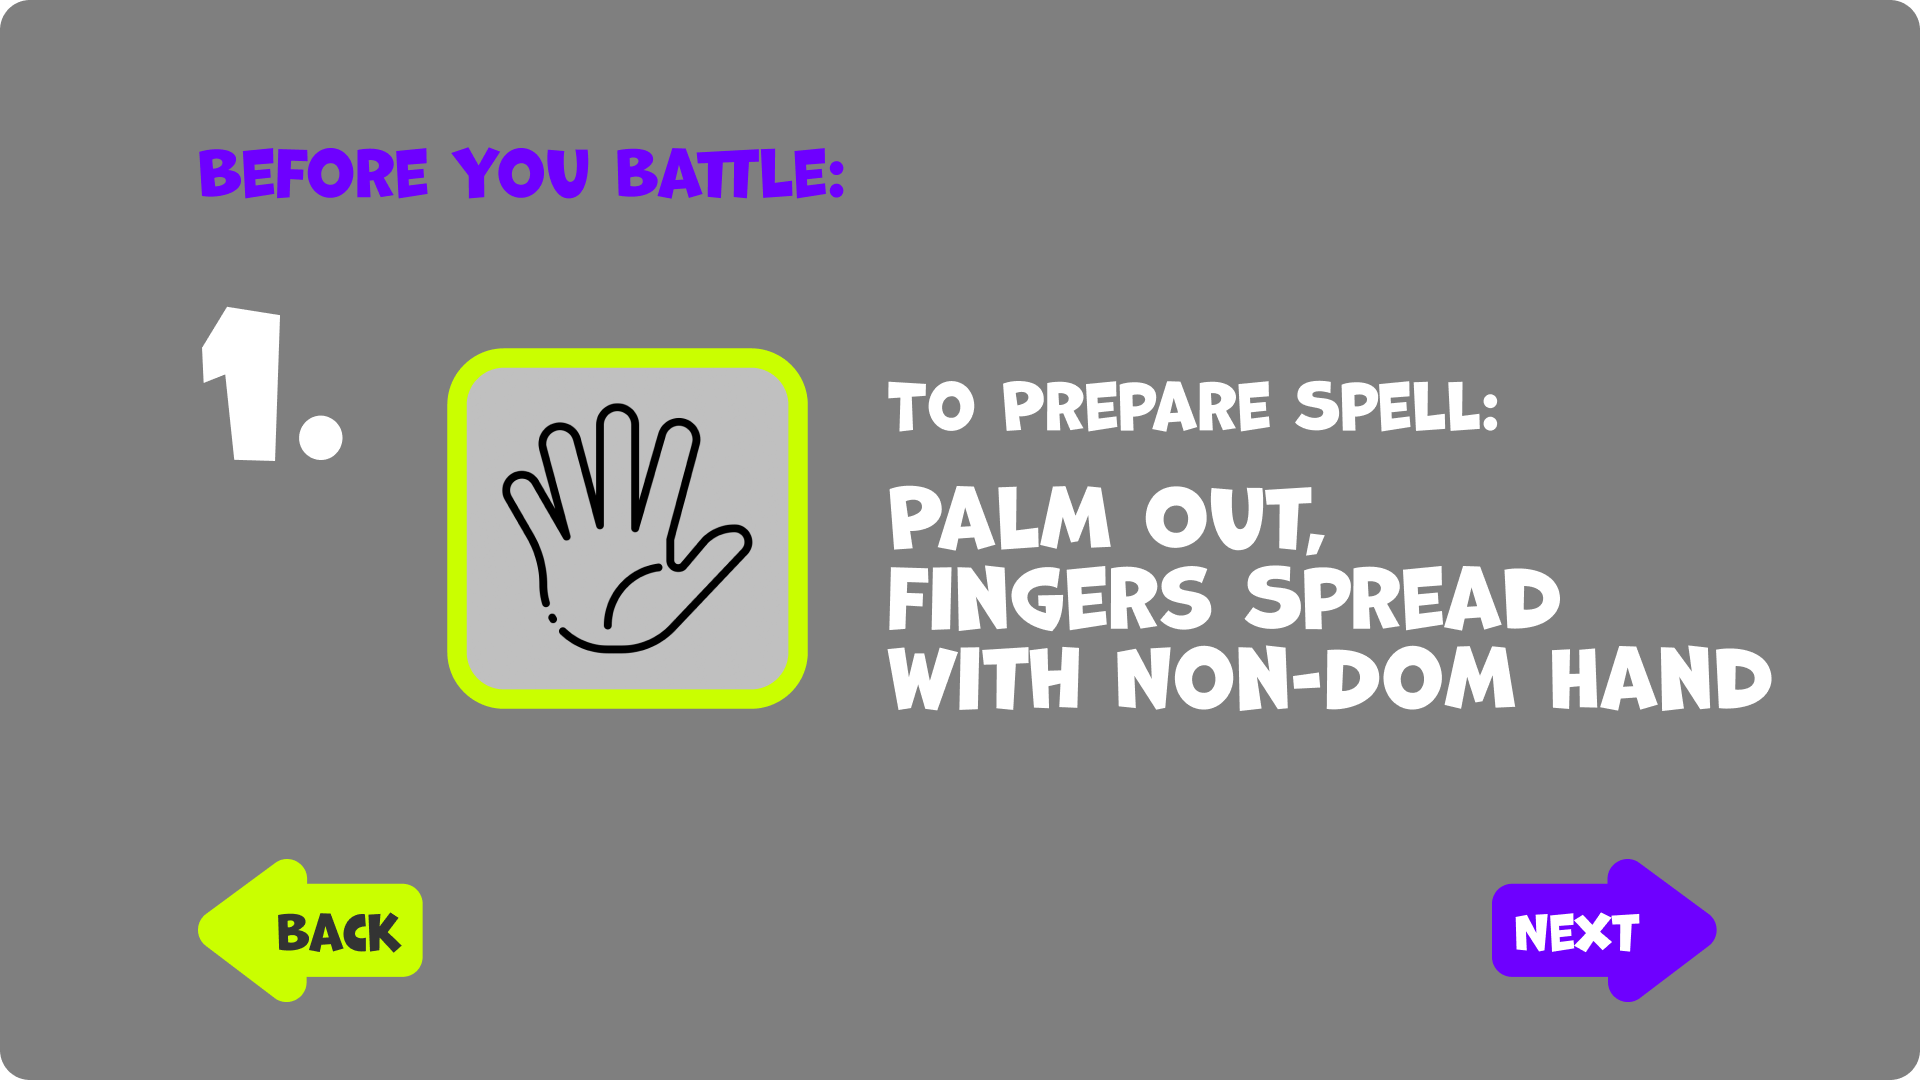 BEFORE YOU BATTLE:
1.
TO PREPARE SPELL:
PALM OUT,
FINGERS SPREAD
WITH NON-DOM HAND
BACK
NEXT